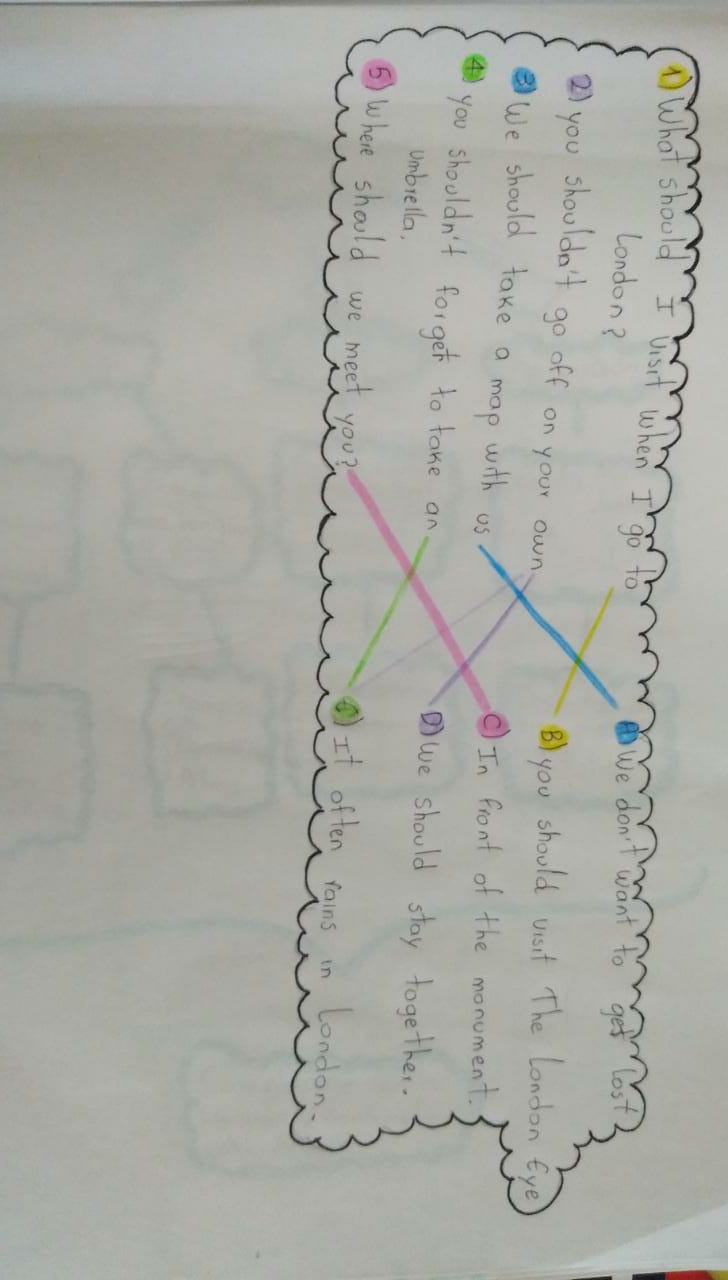 1) What should I visit when I go to
London?
2) you shouldn't go off on your own
3) We should take a map with us
4) you shouldn't forget to take an
umbrella.
5) Where should we meet you?
A) We don't want to get lost
B) you should visit The London Eye
C) In front of the monument.
D) We should stay together.
It often rains in London.